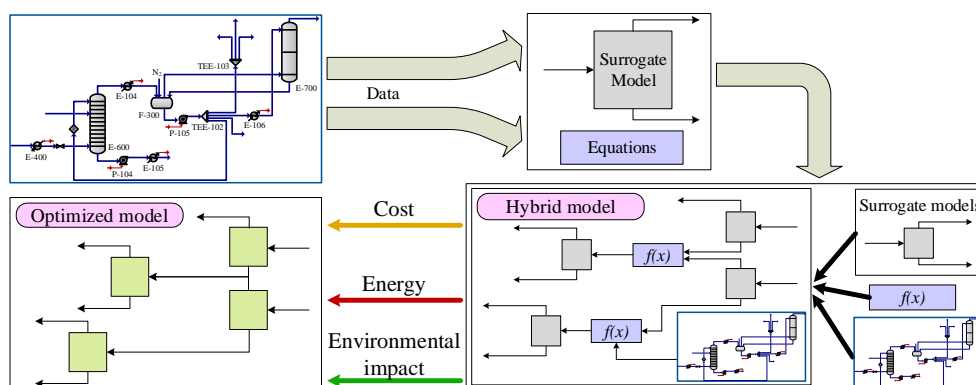 N2
TEE-103
E-104
E-700
F-300
P-105
TEE-102
E-106
E-400
E-600
P-104
E-105
Data
Surrogate
Model
Equations
Optimized model
Cost
Energy
Environmental
impact
Hybrid model
f(x)
f(x)
Surrogate models
f(x)